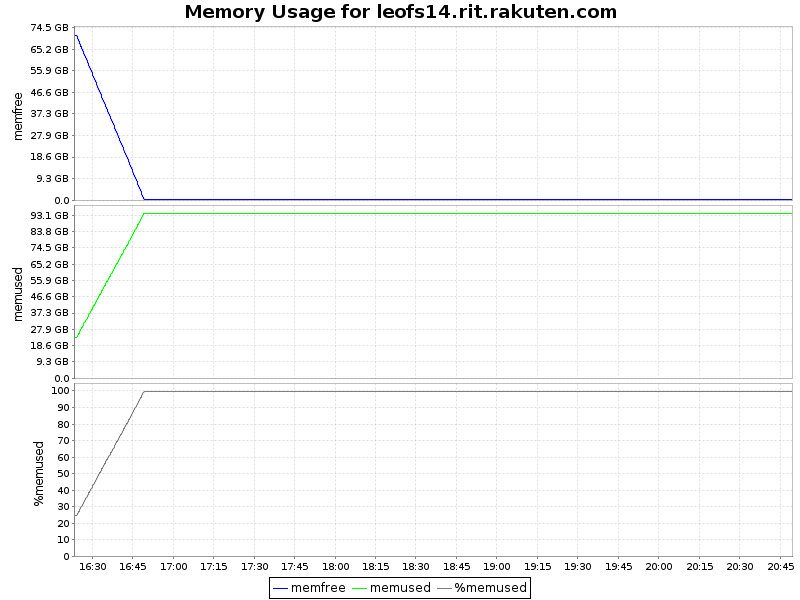 Memory Usage for leofs14.rit.rakuten.com
memfree
74.5 GB
65.2 GB
55.9 GB
46.6 GB
37.3 GB
27.9 GB
18.6 GB
9.3 GB
0.0
memused
93.1 GB
83.8 GB
74.5 GB
65.2 GB
55.9 GB
46.6 GB
37.3 GB
27.9 GB
18.6 GB
9.3 GB
0.0
%memused
100
90
80
70
60
50
40
30
20
10
0
16:30 16:45 17:00 17:15 17:30 17:45 18:00 18:15 18:30 18:45 19:00 19:15 19:30 19:45 20:00 20:15 20:30 20:45
memfree memused %memused